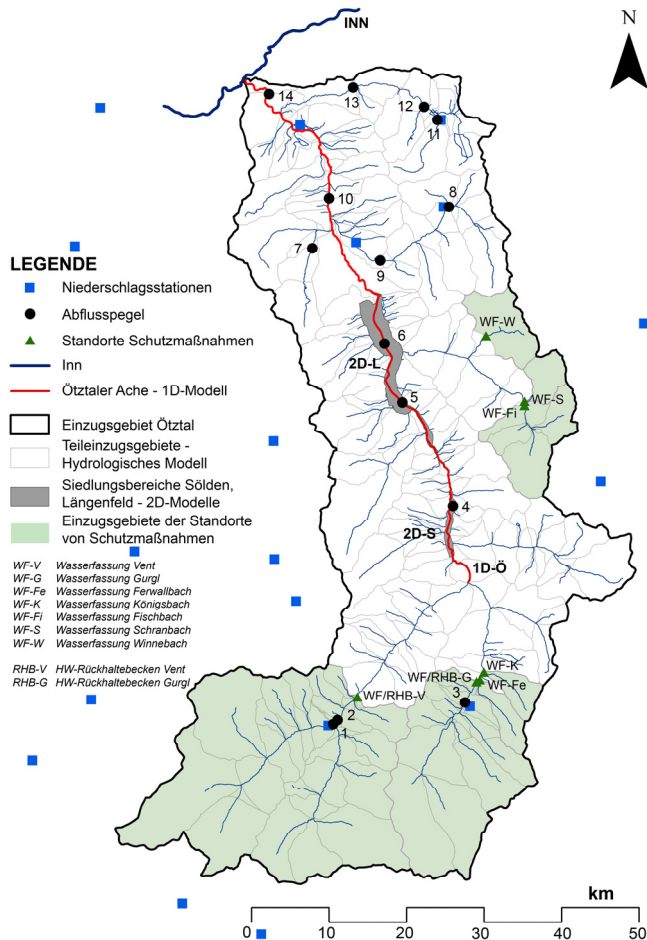 INN
N
14
13
12
11
10
8
7
9
LEGENDE
Niederschlagsstationen
Abflusspegel
Standorte Schutzmaßnahmen
Inn
Ötztaler Ache - 1D-Modell
Einzugsgebiet Ötztal
Teileinzugsgebiete -
Hydrologisches Modell
Siedlungsbereiche Sölden,
Längenfeld - 2D-Modelle
Einzugsgebiete der Standorte
von Schutzmaßnahmen
WF-V Wasserfassung Vent
WF-G Wasserfassung Gurgl
WF-Fe Wasserfassung Ferwallbach
WF-K Wasserfassung Königsbach
WF-Fi Wasserfassung Fischbach
WF-S Wasserfassung Schranbach
WF-W Wasserfassung Winnebach
RHB-V HW-Rückhaltebecken Vent
RHB-G HW-Rückhaltebecken Gurgl
WF-W
6
2D-L
WF-S
5
WF-Fi
4
2D-S
1D-Ö
WF-K
WF/RHB-G
WF-Fe
WF/RHB-V
3
2
1
km
0 10 20 30 40 50